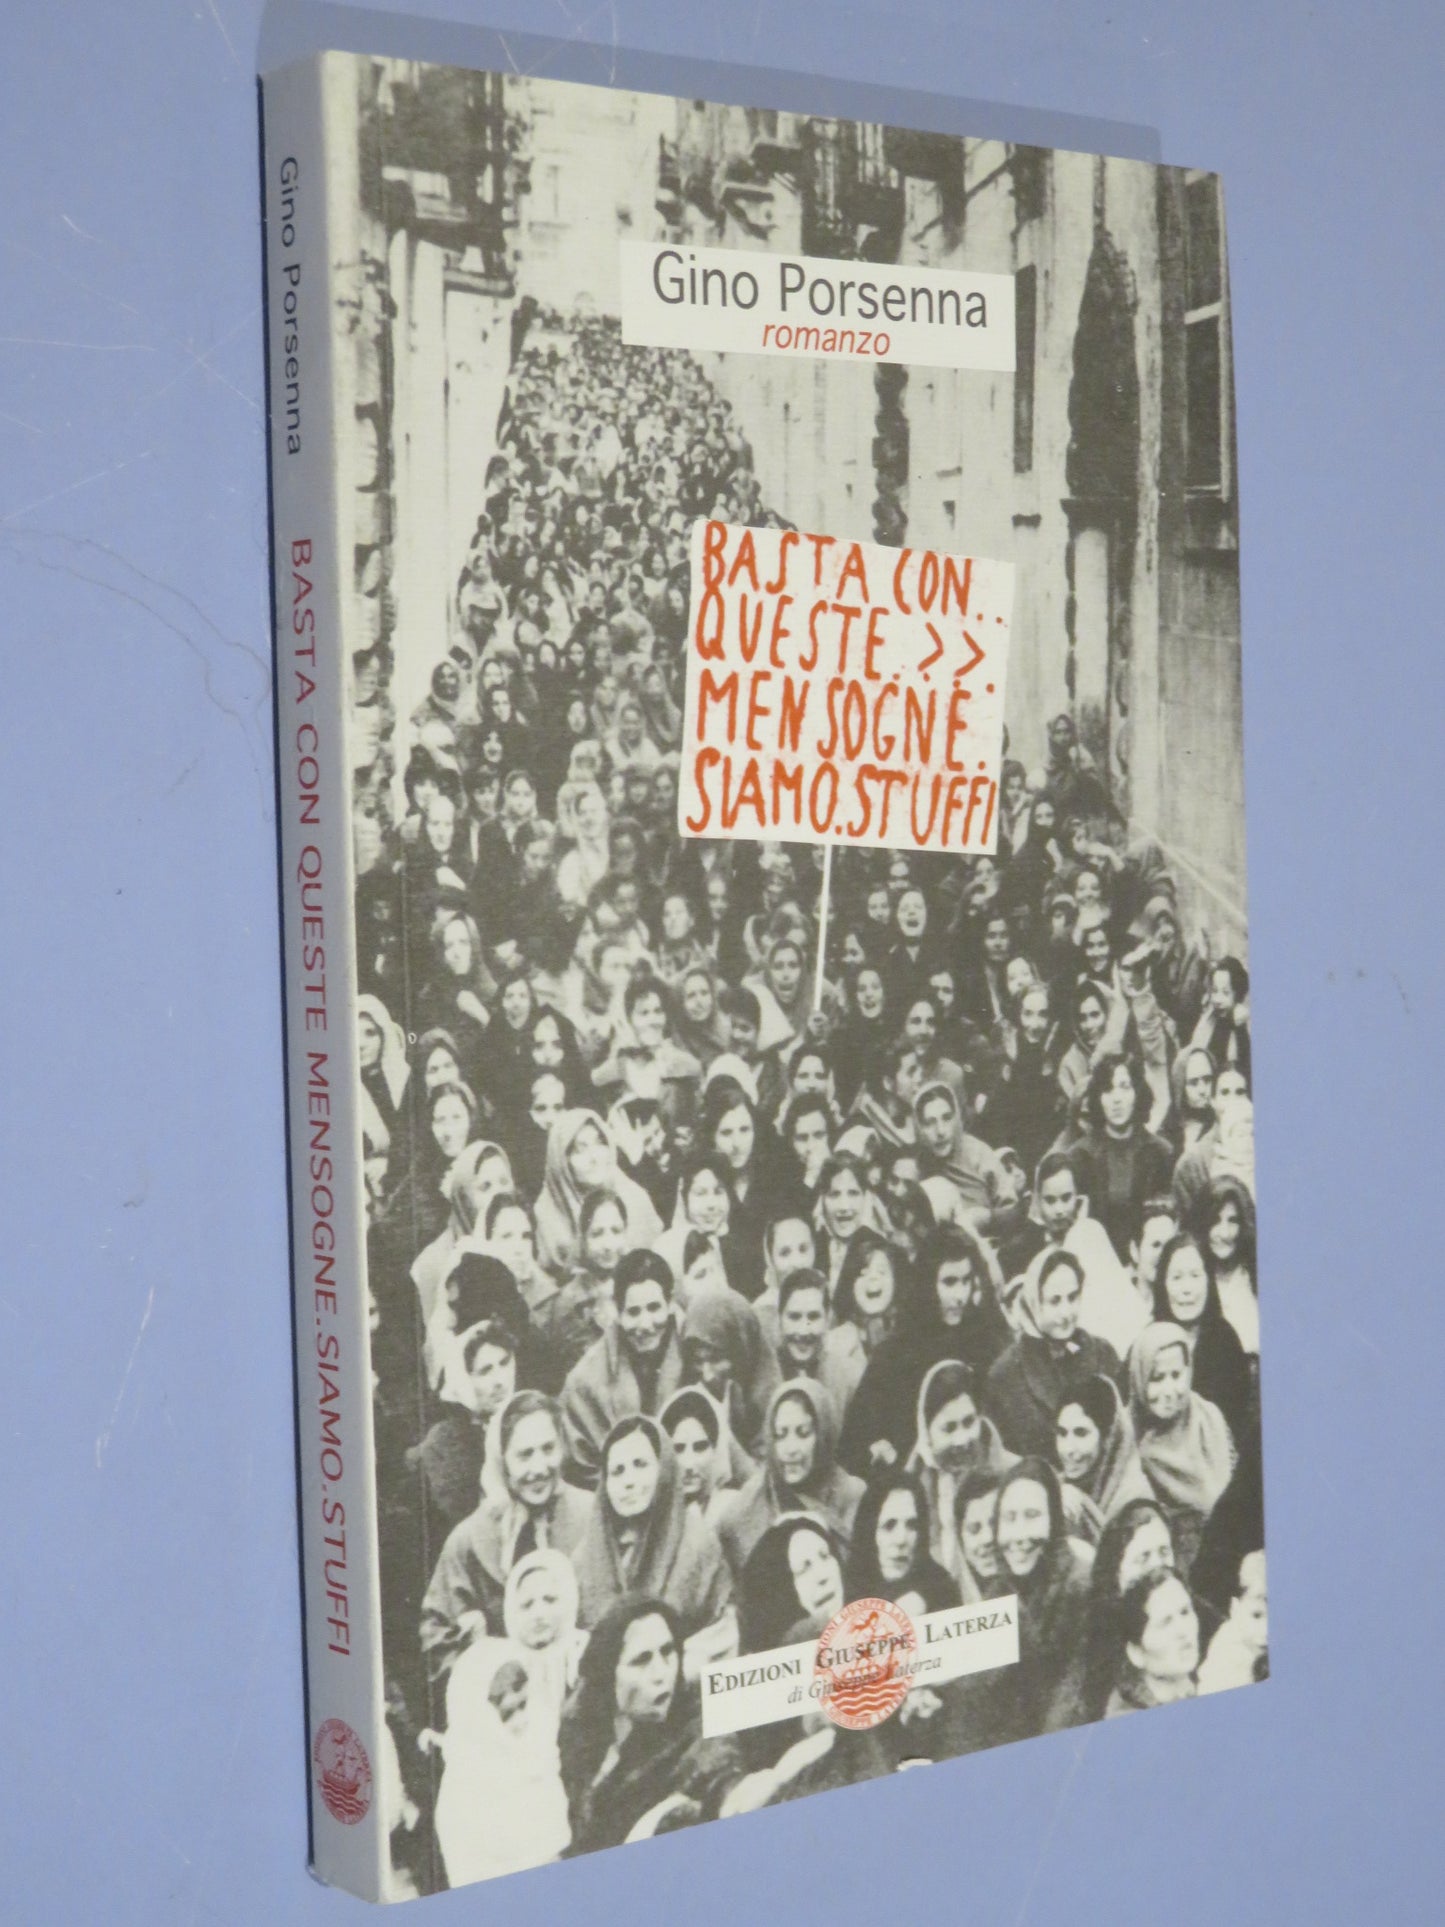 Gino Porsenna
romanzo
BASTA CON..
QUESTE.>>.
MENSOGNE.
SIAMO.STUFFI
EDIZIONI GIUSEPPE LATERZA
di Giuseppe Laterza
Gino Porsenna BASTA CON QUESTE MENSOGNE.SIAMO.STUFFI